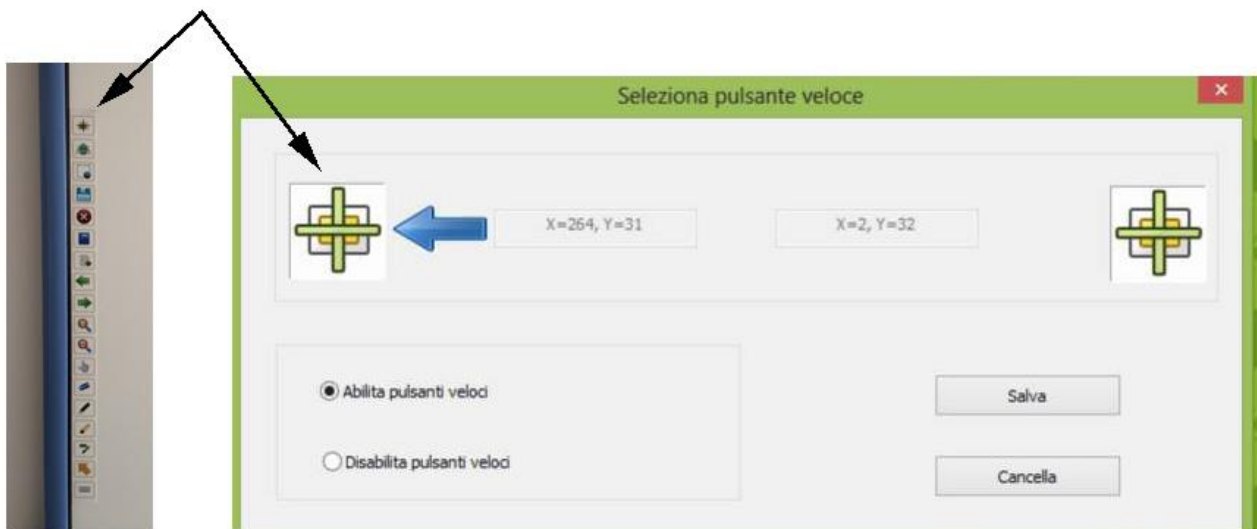 Seleziona pulsante veloce
X=264, Y=31
X=2, Y=32
Abilita pulsanti veloci
Salva
Disabilita pulsanti veloci
Cancella